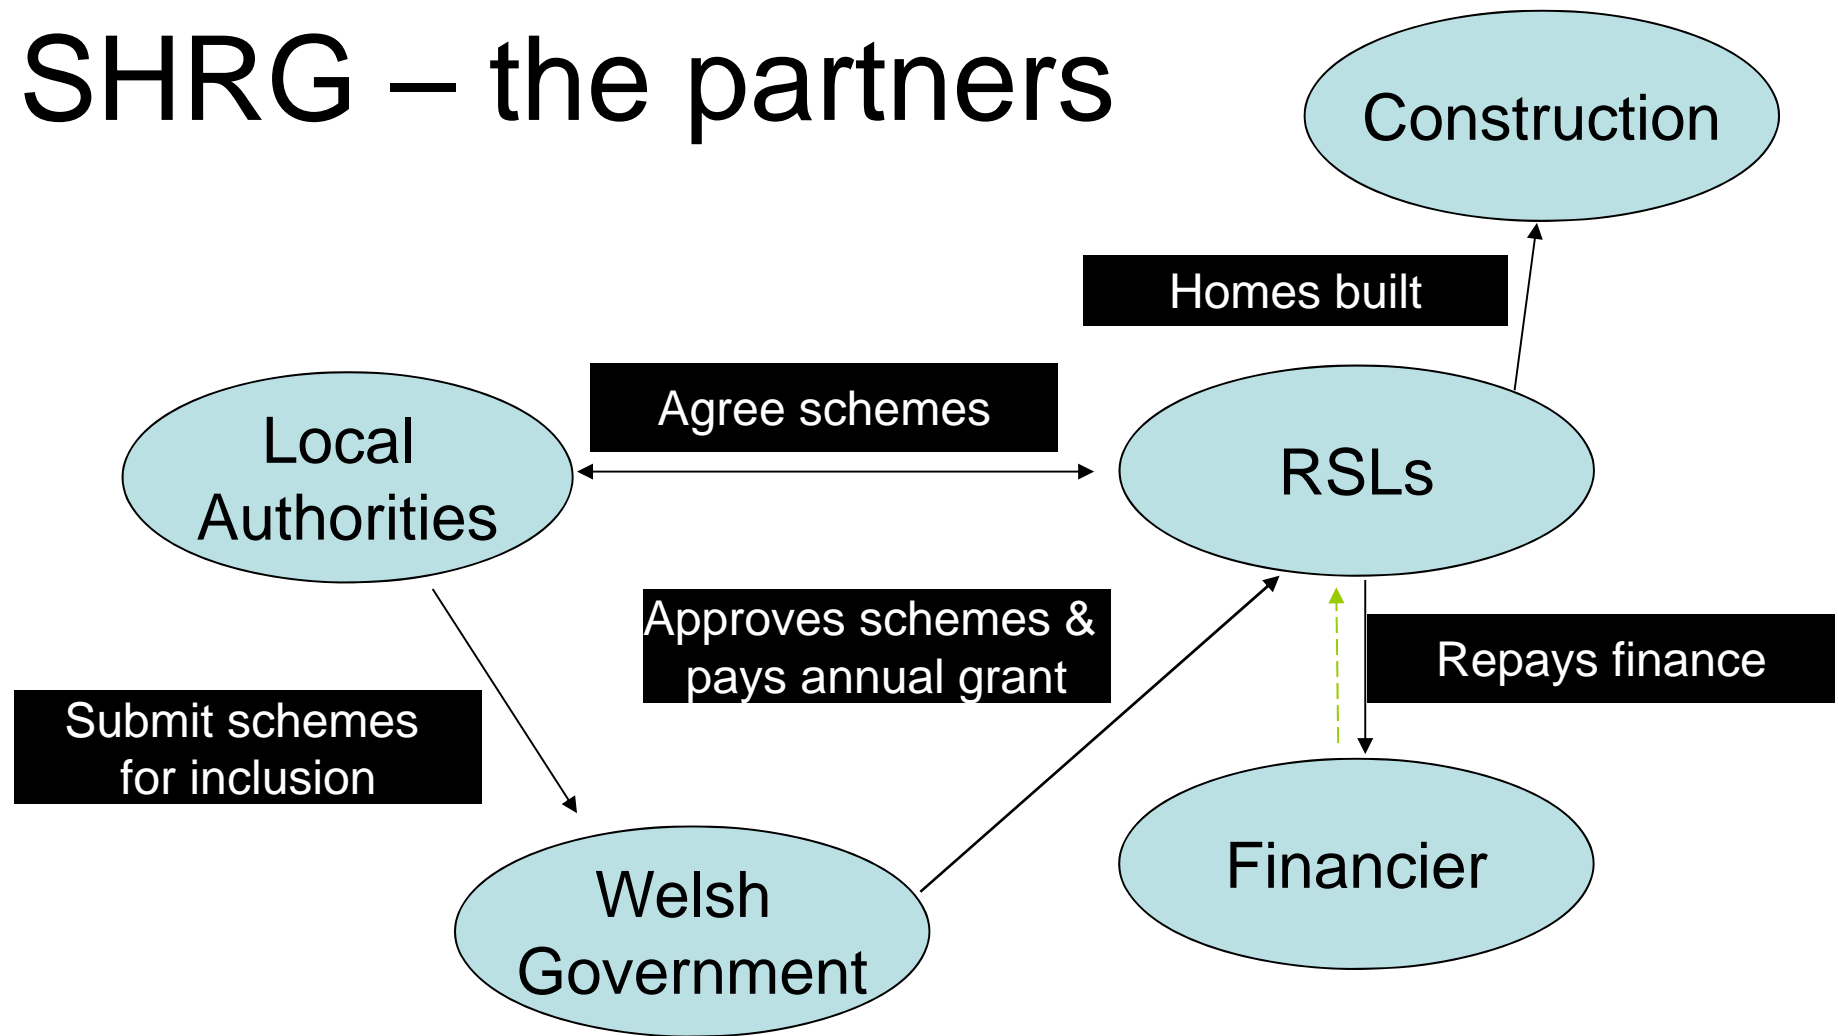 SHRG – the partners
Construction
Homes built
Agree schemes
Local
Authorities
RSLs
Approves schemes &
pays annual grant
Repays finance
Submit schemes
for inclusion
Financier
Welsh
Government